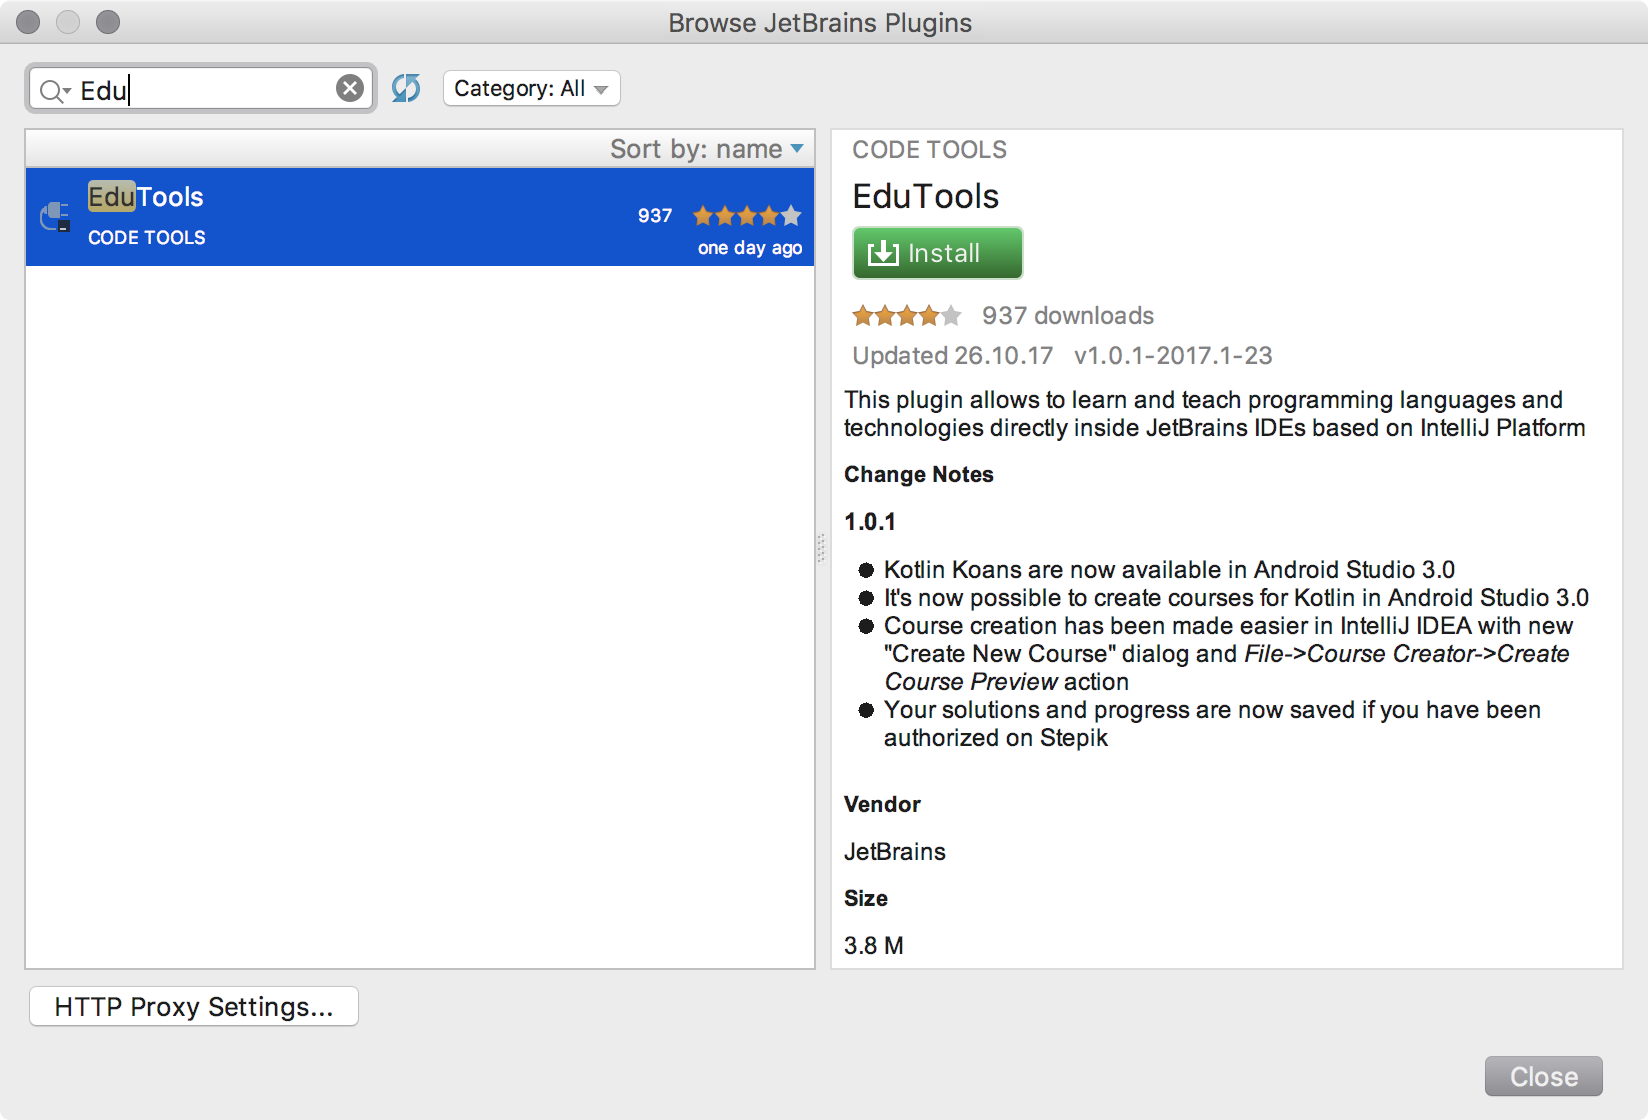 Browse JetBrains Plugins
Edu
Category: All
Sort by: name
EduTools
937
CODE TOOLS
one day ago
CODE TOOLS
EduTools
Install
937 downloads
Updated 26.10.17 v1.0.1-2017.1-23
This plugin allows to learn and teach programming languages and
technologies directly inside JetBrains IDEs based on IntelliJ Platform
Change Notes
1.0.1
Kotlin Koans are now available in Android Studio 3.0
It's now possible to create courses for Kotlin in Android Studio 3.0
Course creation has been made easier in IntelliJ IDEA with new
"Create New Course" dialog and File->Course Creator->Create
Course Preview action
Your solutions and progress are now saved if you have been
authorized on Stepik
Vendor
JetBrains
Size
3.8 M
HTTP Proxy Settings...
Close